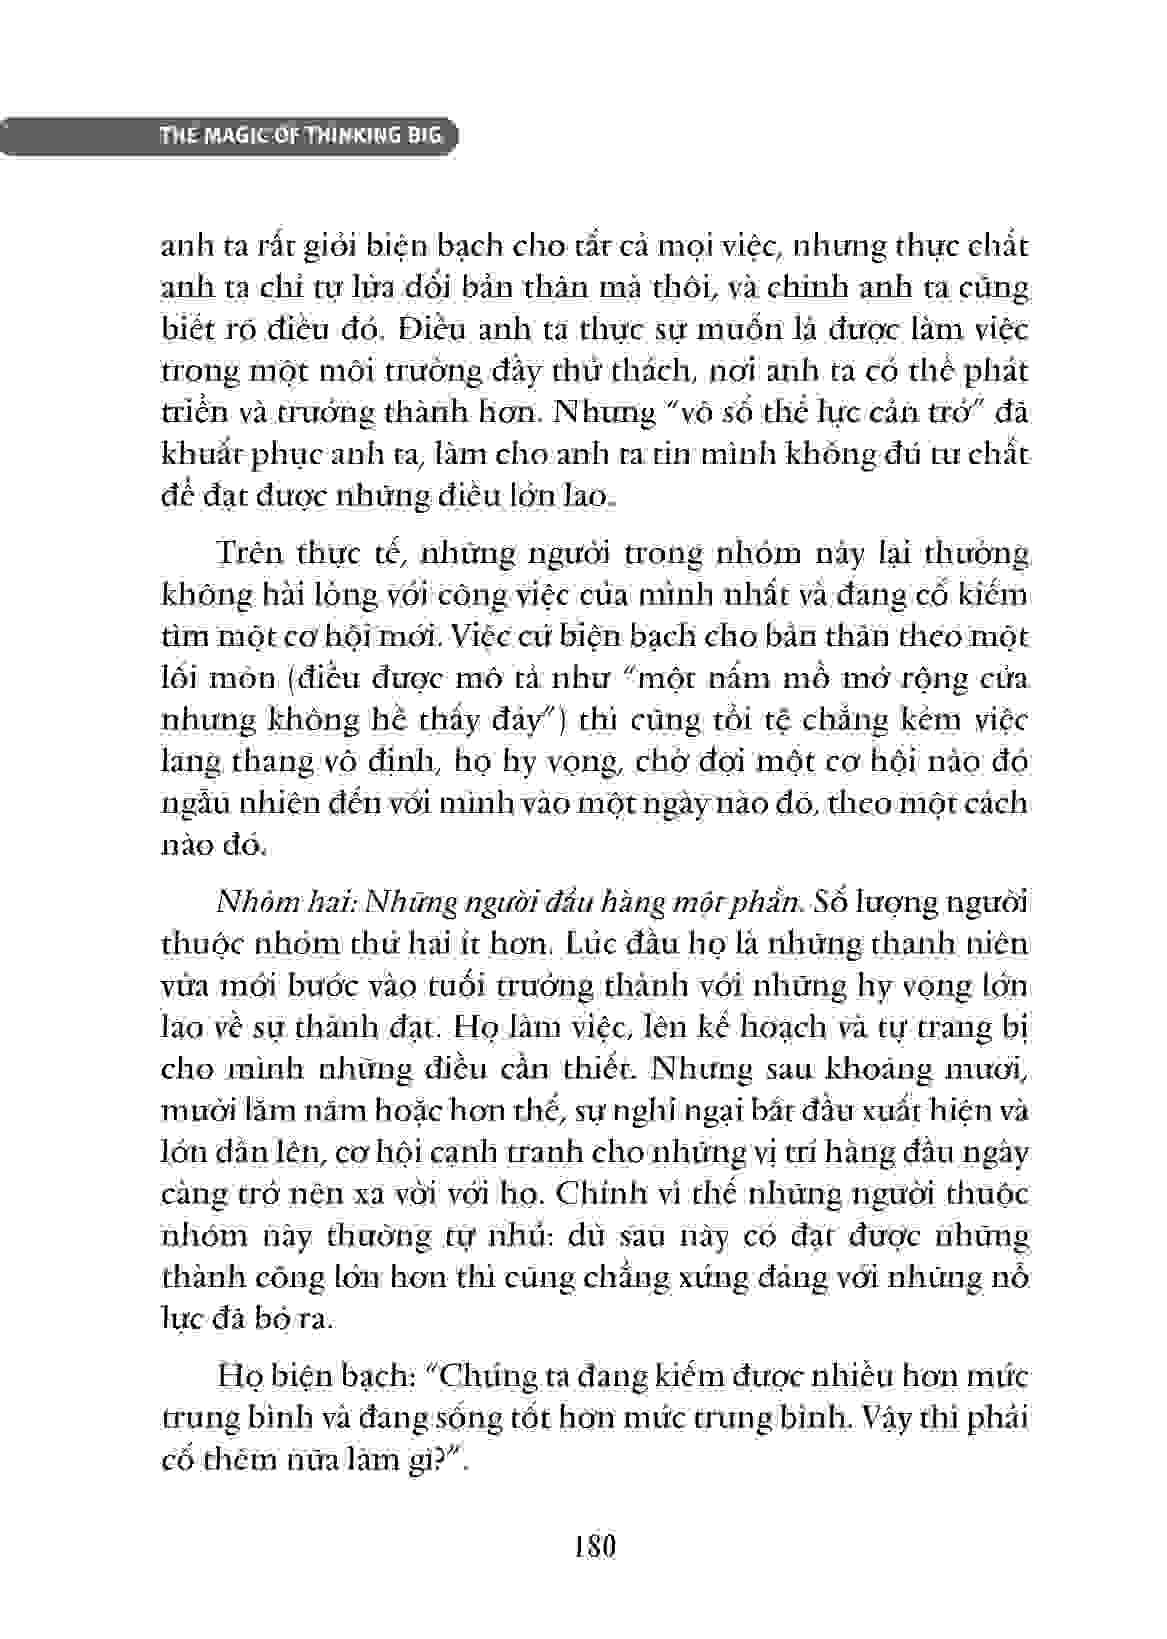 THE MAGIC OF THINKING BIG
anh ta rất giỏi biện bạch cho tất cả mọi việc, nhưng thực chất
anh ta chỉ tự lừa dối bản thân mà thôi, và chính anh ta cũng
biết rõ điều đó. Điều anh ta thực sự muốn là được làm việc
trong một môi trường đầy thử thách, nơi anh ta có thể phát
triển và trưởng thành hơn. Nhưng “vô số thế lực cản trở” đã
khuất phục anh ta, làm cho anh ta tin mình không đủ tư chất
để đạt được những điều lớn lao.
Trên thực tế, những người trong nhóm này lại thường
không hài lòng với công việc của mình nhất và đang cố kiếm
tìm một cơ hội mới. Việc cứ biện bạch cho bản thân theo một
lối mòn (điều được mô tả như “một nấm mồ mở rộng cửa
nhưng không hề thấy đáy”) thì cũng tồi tệ chẳng kém việc
lang thang vô định, họ hy vọng, chờ đợi một cơ hội nào đó
ngẫu nhiên đến với mình vào một ngày nào đó, theo một cách
nào đó.
Nhóm hai: Những người đầu hàng một phần. Số lượng người
thuộc nhóm thứ hai ít hơn. Lúc đầu họ là những thanh niên
vừa mới bước vào tuổi trưởng thành với những hy vọng lớn
lao về sự thành đạt. Họ làm việc, lên kế hoạch và tự trang bị
cho mình những điều cần thiết. Nhưng sau khoảng mười,
mười lăm năm hoặc hơn thế, sự nghi ngại bắt đầu xuất hiện và
lớn dần lên, cơ hội cạnh tranh cho những vị trí hàng đầu ngày
càng trở nên xa vời với họ. Chính vì thế những người thuộc
nhóm này thường tự nhủ: dù sau này có đạt được những
thành công lớn hơn thì cũng chẳng xứng đáng với những nỗ
lực đã bỏ ra.
Họ biện bạch: “Chúng ta đang kiếm được nhiều hơn mức
trung bình và đang sống tốt hơn mức trung bình. Vậy thì phải
cố thêm nữa làm gì?”.
180